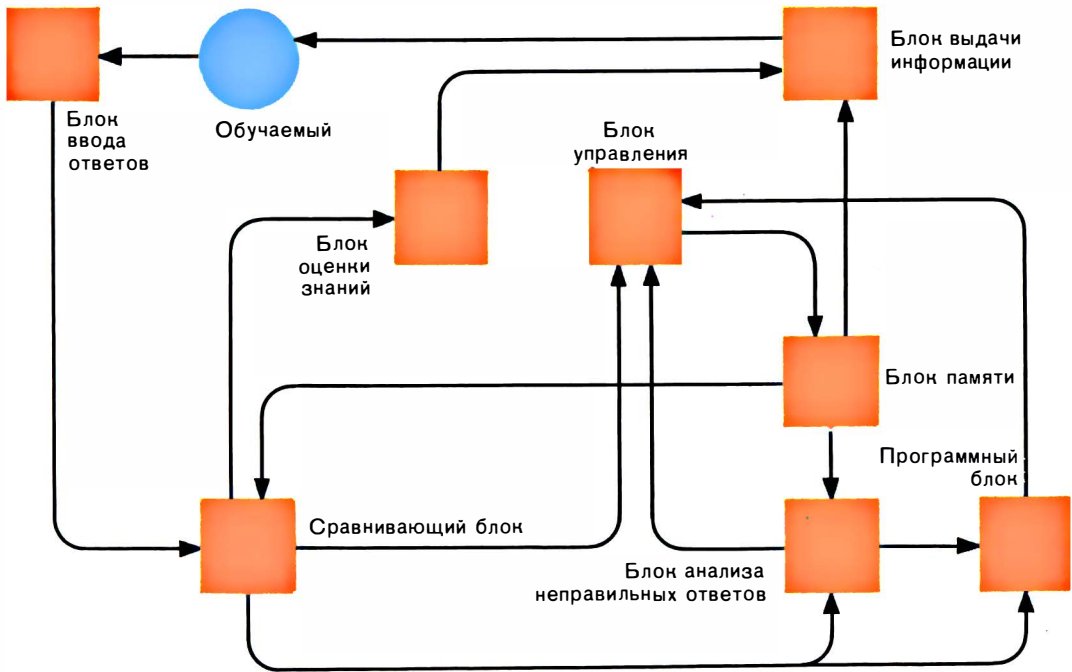 Блок выдачи
информации
Блок
ввода
ответов
Обучаемый
Блок
управления
Блок
оценки
знаний
Блок памяти
Программный
блок
Сравнивающий блок
Блок анализа
неправильных ответов